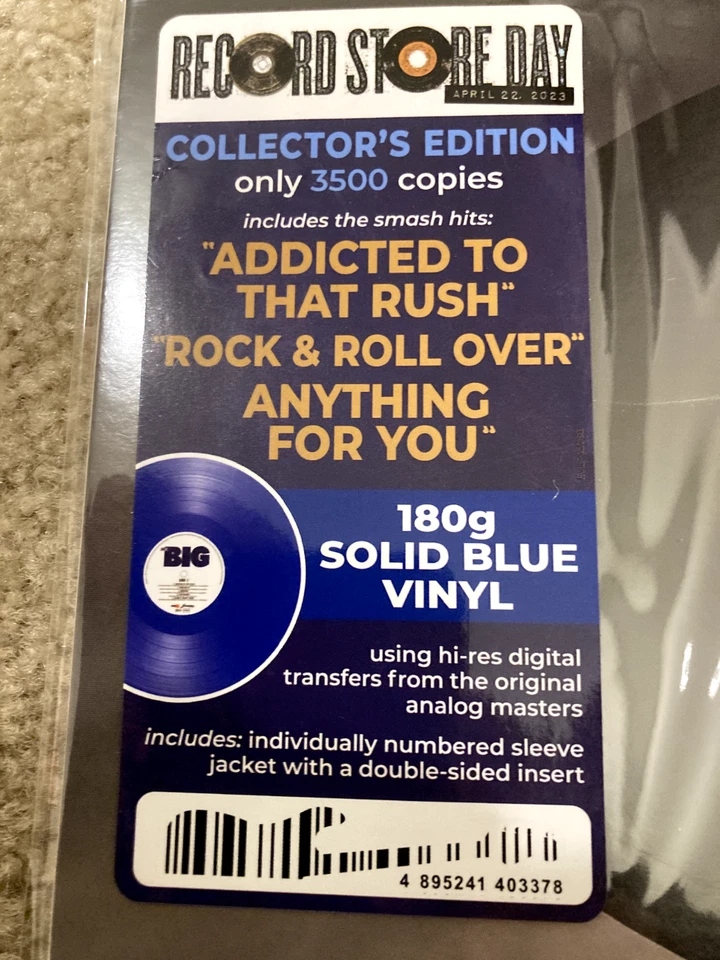 RECORD STORE DAY
APRIL 22, 2023
COLLECTOR'S EDITION
only 3500 copies
includes the smash hits:
"ADDICTED TO
THAT RUSH"
"ROCK & ROLL OVER"
ANYTHING
FOR YOU"
180g
SOLID BLUE
VINYL
BIG
using hi-res digital
transfers from the original
analog masters
includes: individually numbered sleeve
jacket with a double-sided insert
4 895241 403378